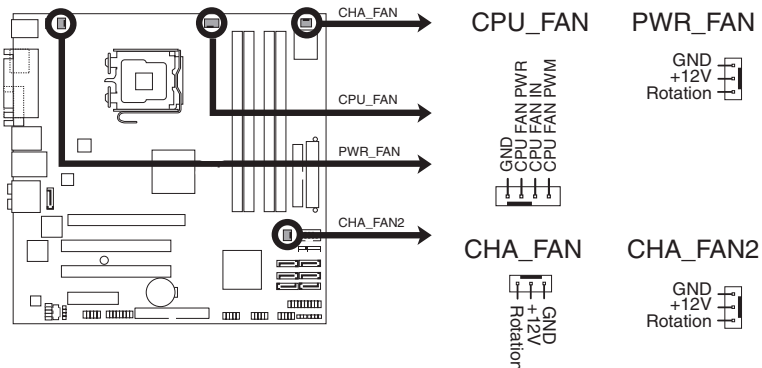 CHA_FAN
CPU_FAN
PWR_FAN
CHA_FAN2
CPU_FAN
GND
CPU FAN PWR
CPU FAN IN
CPU FAN PWM
PWR_FAN
GND
+12V
Rotation
CHA_FAN
Rotation
+12V
GND
CHA_FAN2
GND
+12V
Rotation